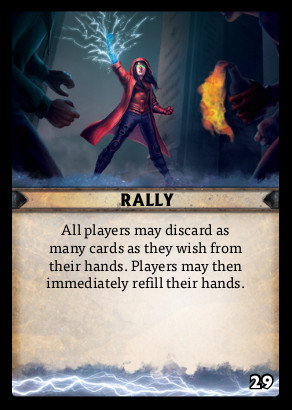 RALLY
All players may discard as
many cards as they wish from
their hands. Players may then
immediately refill their hands.
29